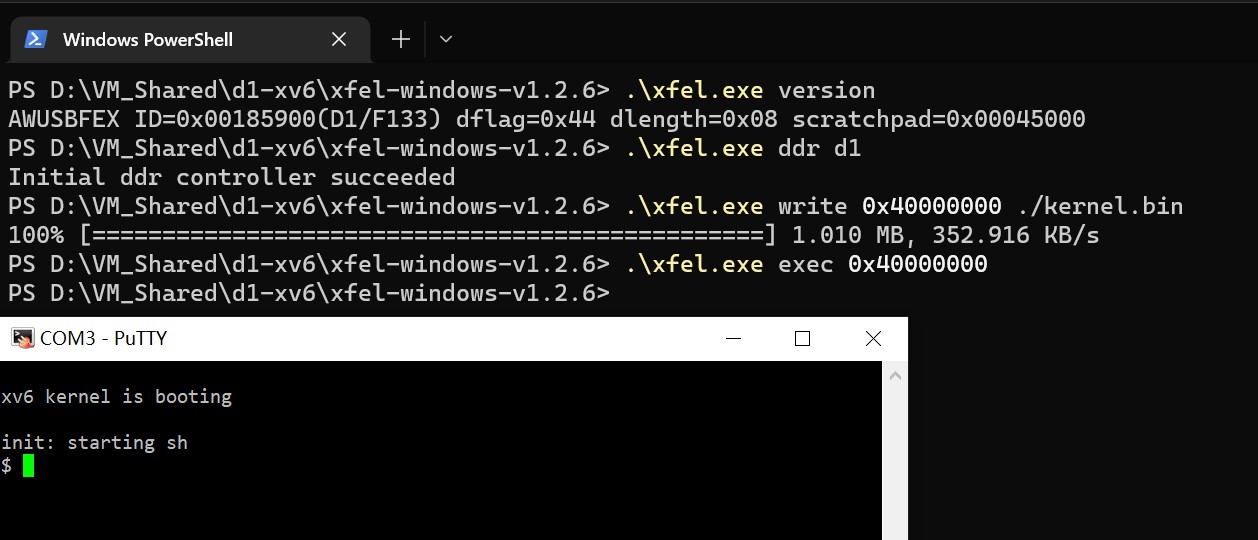 Windows PowerShell
PS D:\VM_Shared\d1-xv6\xfel-windows-v1.2.6> .\xfel.exe version
AWUSBFEX ID=0x00185900(D1/F133) dflag=0x44 dlength=0x08 scratchpad=0x00045000
PS D:\VM_Shared\d1-xv6\xfel-windows-v1.2.6> .\xfel.exe ddr d1
Initial ddr controller succeeded
PS D:\VM_Shared\d1-xv6\xfel-windows-v1.2.6> .\xfel.exe write 0x40000000 ./kernel.bin
100% [================================================] 1.010 MB, 352.916 KB/s
PS D:\VM_Shared\d1-xv6\xfel-windows-v1.2.6> .\xfel.exe exec 0x40000000
PS D:\VM_Shared\d1-xv6\xfel-windows-v1.2.6>
COM3 - PuTTY
xv6 kernel is booting
init: starting sh
$